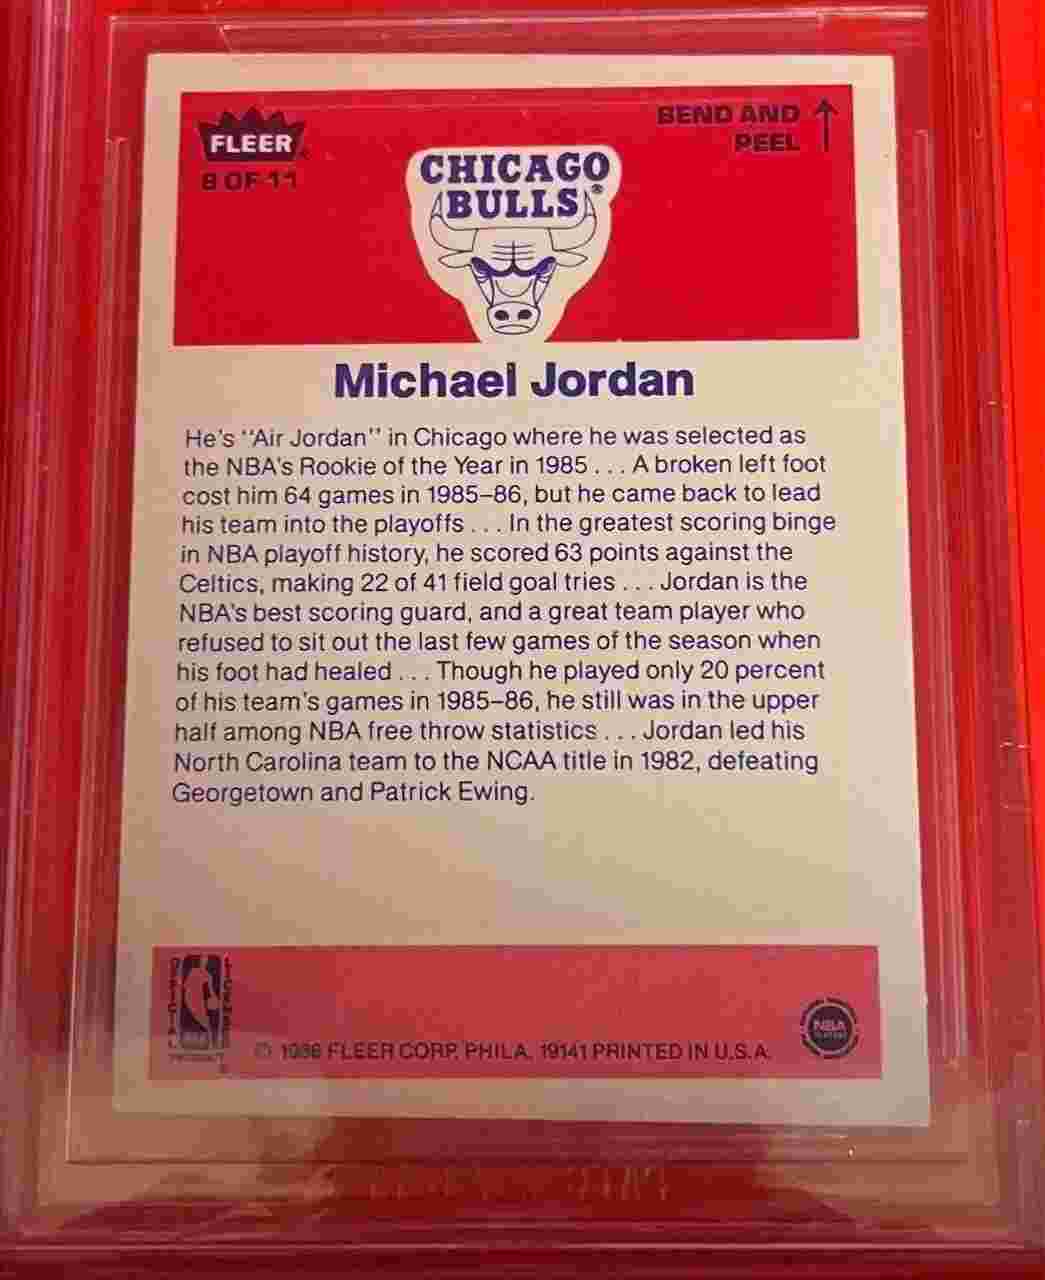 FLEER
8 OF 11
BEND AND
PEEL
CHICAGO
BULLS®
Michael Jordan
He's "Air Jordan" in Chicago where he was selected as
the NBA's Rookie of the Year in 1985 . . . A broken left foot
cost him 64 games in 1985–86, but he came back to lead
his team into the playoffs . . . In the greatest scoring binge
in NBA playoff history, he scored 63 points against the
Celtics, making 22 of 41 field goal tries . . . Jordan is the
NBA's best scoring guard, and a great team player who
refused to sit out the last few games of the season when
his foot had healed . . . Though he played only 20 percent
of his team's games in 1985–86, he still was in the upper
half among NBA free throw statistics . . . Jordan led his
North Carolina team to the NCAA title in 1982, defeating
Georgetown and Patrick Ewing.
© 1986 FLEER CORP. PHILA. 19141 PRINTED IN U.S.A.
NBA